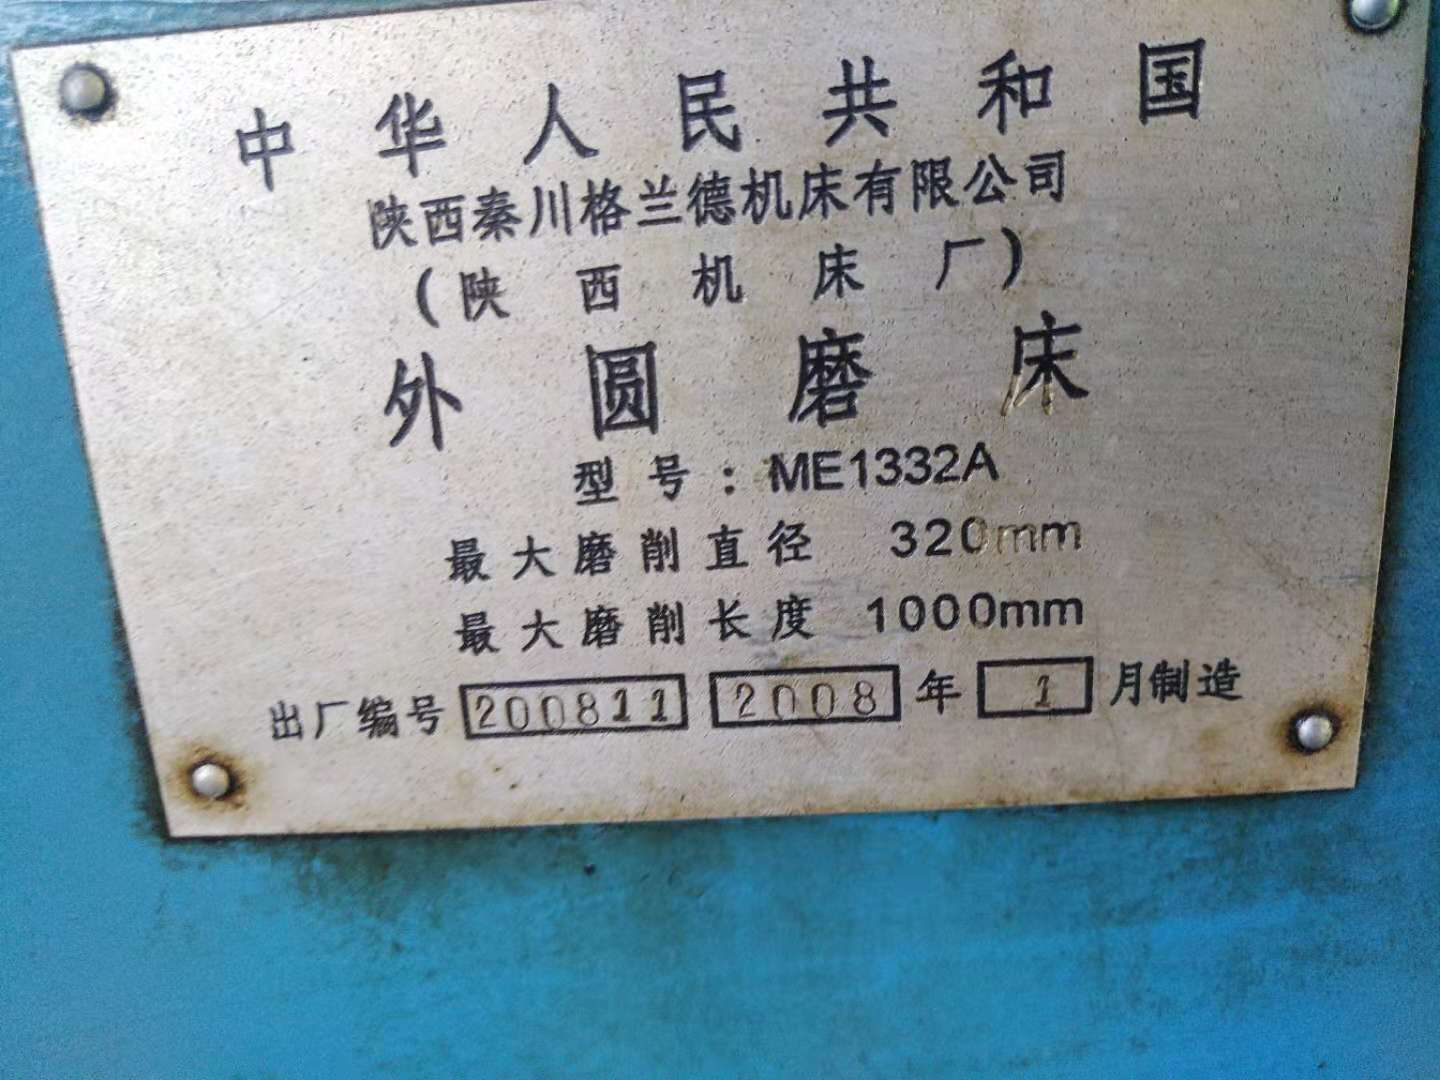 中华人民共和国
陕西秦川格兰德机床有限公司
(陕西机床厂)
外圆磨床
型号:ME1332A
最大磨削直径 320mm
最大磨削长度 1000mm
出厂编号 200811 2008 年 1 月制造